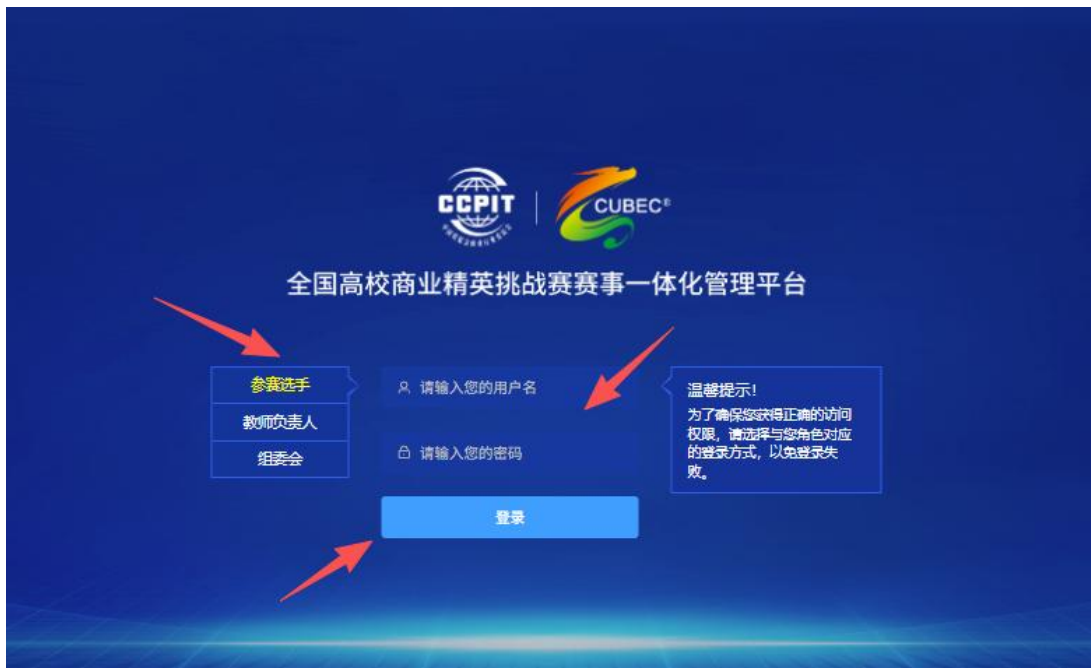 CCPIT
CUBEC®
全国高校商业精英挑战赛赛事一体化管理平台
参赛选手
教师负责人
组委会
请输入您的用户名
请输入您的密码
登录
温馨提示!
为了确保您获得正确的访问
权限，请选择与您角色对应
的登录方式，以免登录失
败。